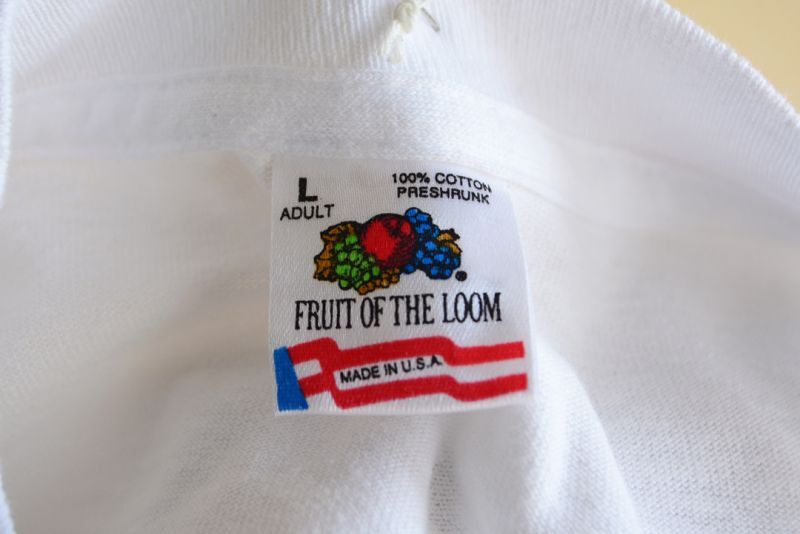 L
ADULT
100% COTTON
PRESHRUNK
FRUIT OF THE LOOM
MADE IN U.S.A.